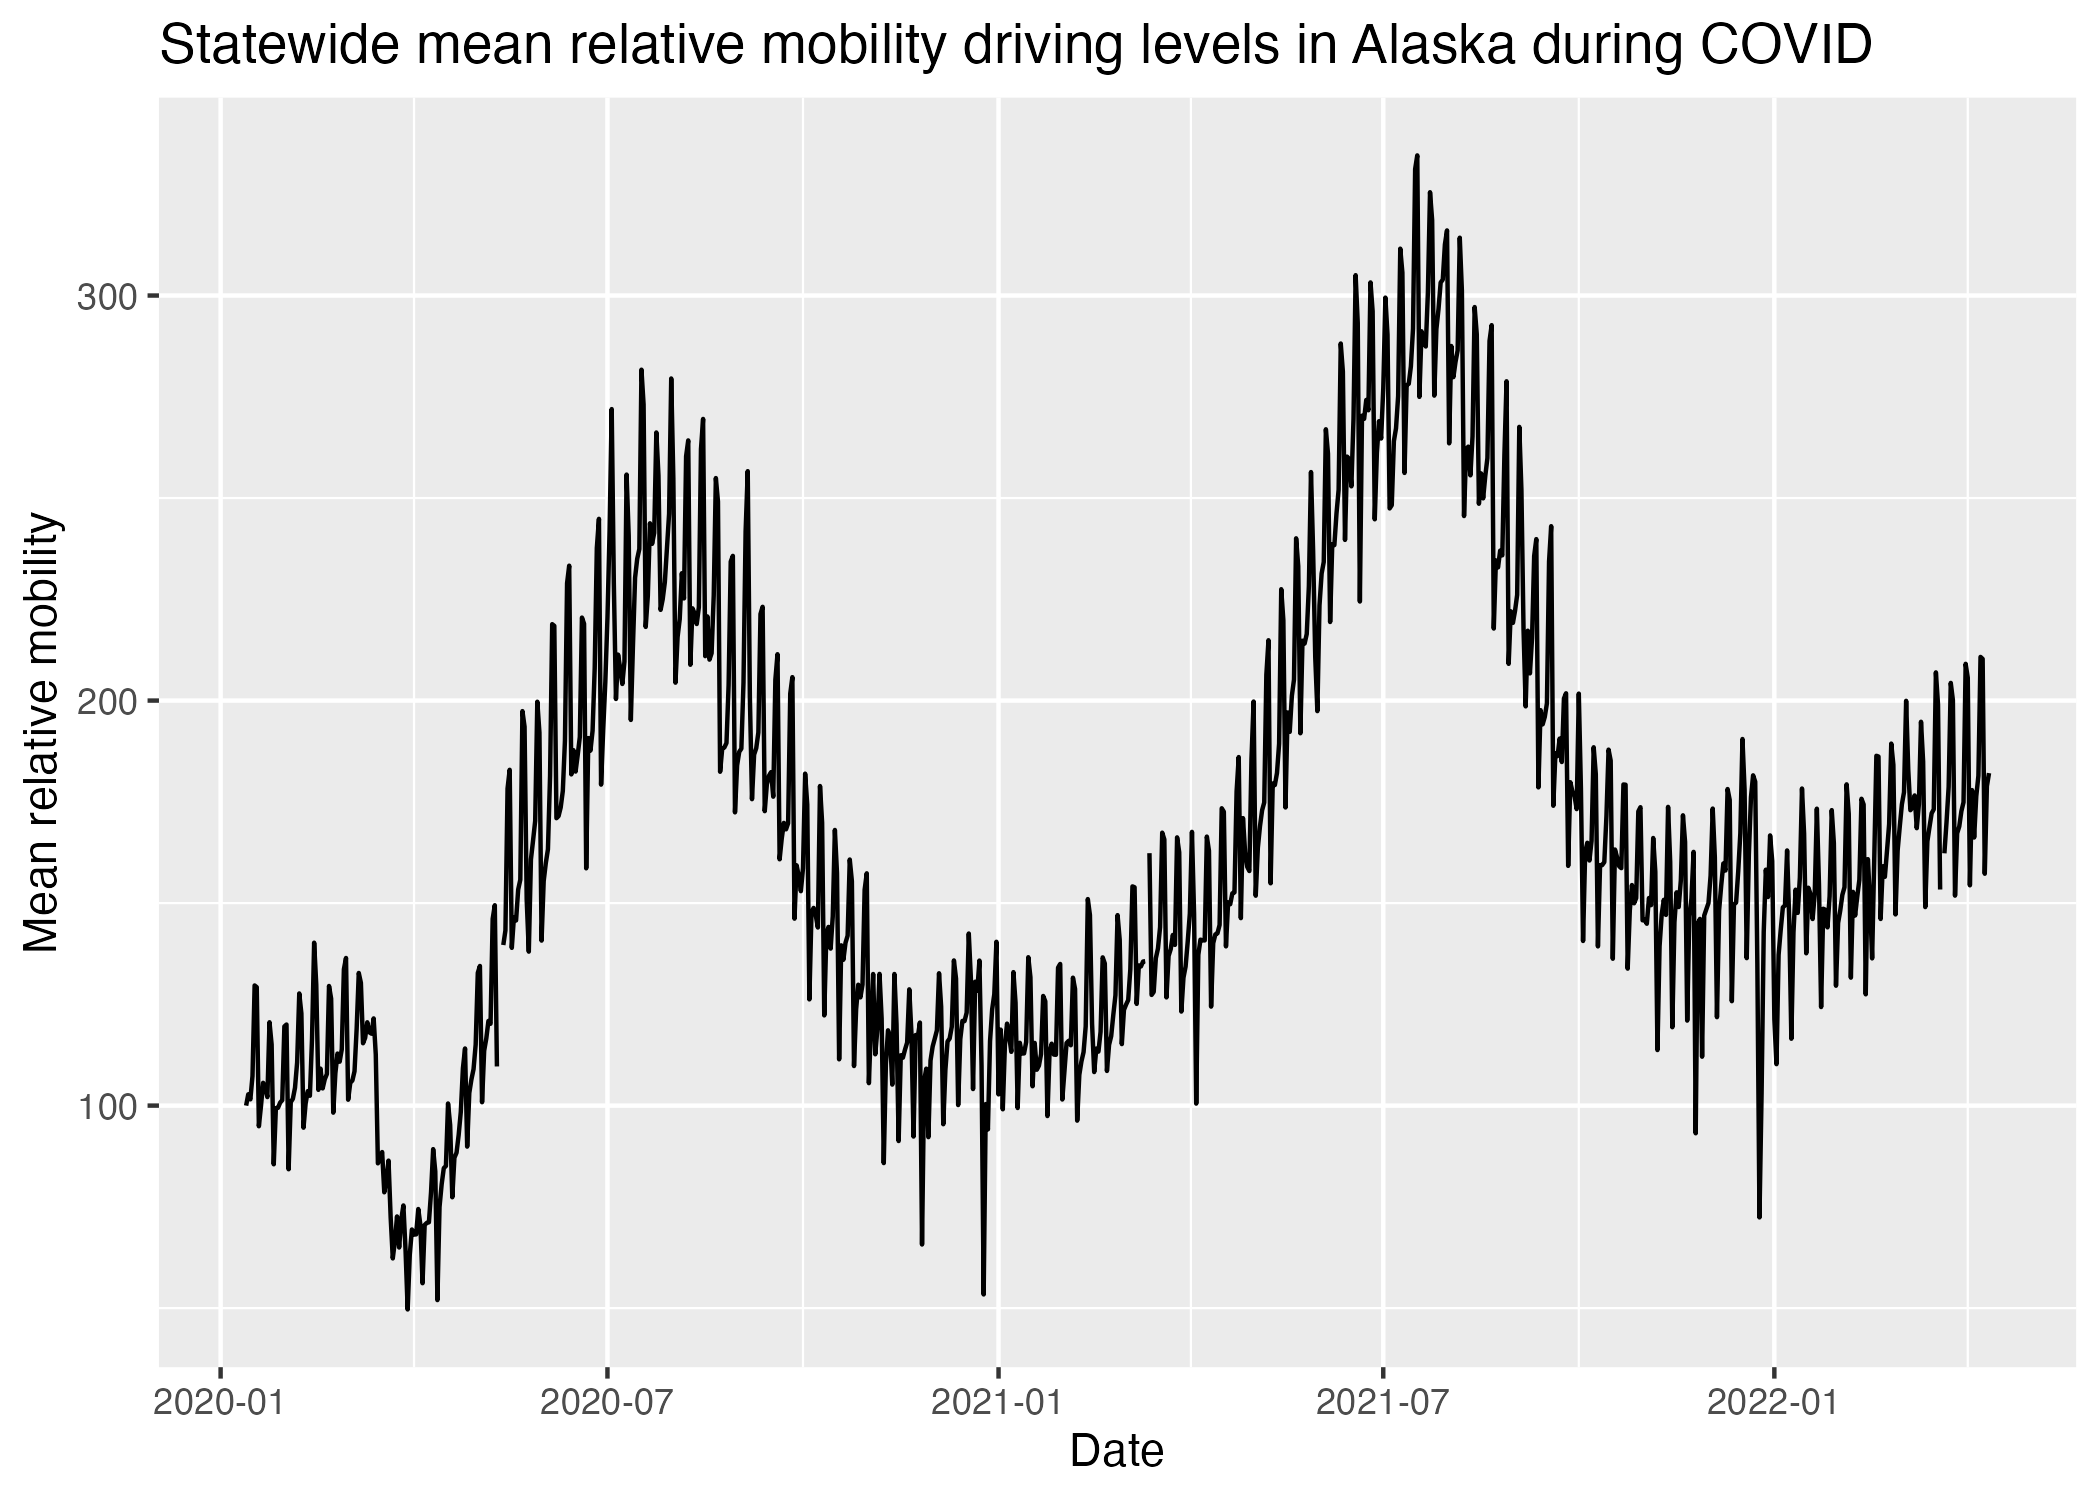 Statewide mean relative mobility driving levels in Alaska during COVID
Mean relative mobility
300
200
100
2020-01 2020-07 2021-01 2021-07 2022-01
Date